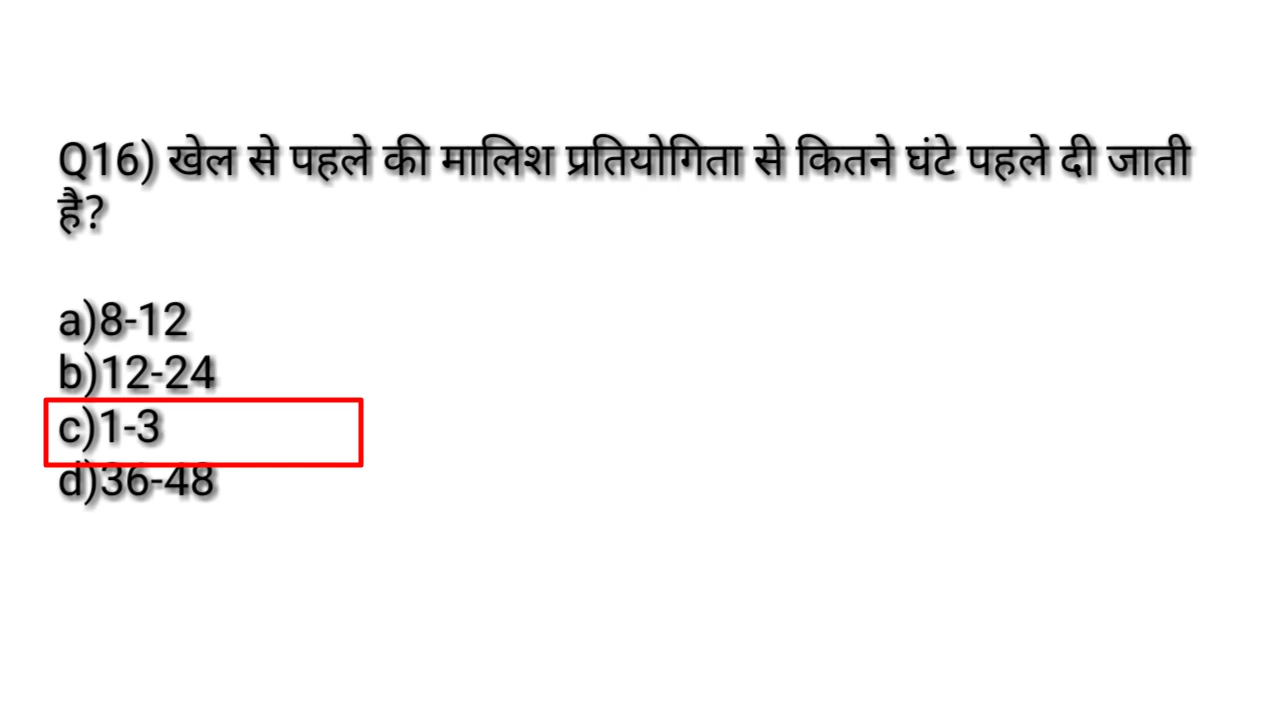 Q16) खेल से पहले की मालिश प्रतियोगिता से कितने घंटे पहले दी जाती
है?
a)8-12
b)12-24
c)1-3
d)36-48